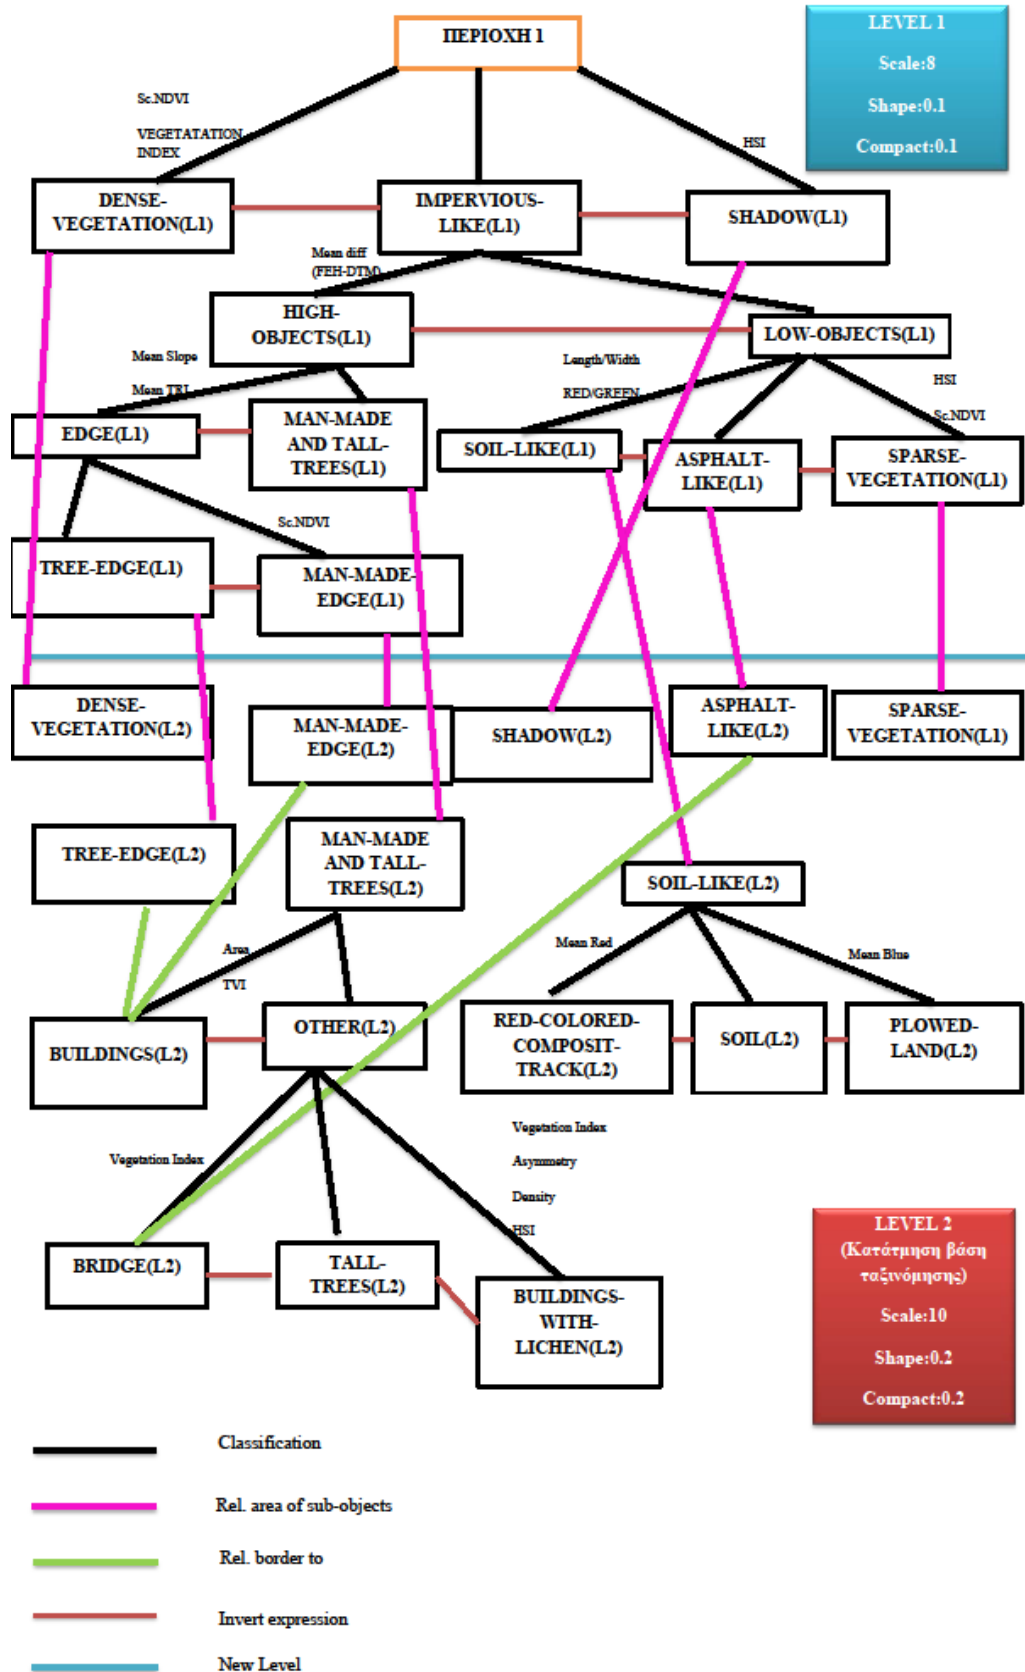 ΠΕΡΙΟΧΗ 1
LEVEL 1
Scale:8
Shape:0.1
Compact:0.1
Sc.NDVI
VEGETATATION
INDEX
HSI
DENSE-
VEGETATION(L1)
IMPERVIOUS-
LIKE(L1)
SHADOW(L1)
Mean diff
(FEH-DTM)
HIGH-
OBJECTS(L1)
LOW-OBJECTS(L1)
Mean Slope
Mean TRI
Length/Width
RED/GREEN
HSI
Sc.NDVI
EDGE(L1)
MAN-MADE
AND TALL-
TREES(L1)
SOIL-LIKE(L1)
ASPHALT-
LIKE(L1)
SPARSE-
VEGETATION(L1)
Sc.NDVI
TREE-EDGE(L1)
MAN-MADE-
EDGE(L1)
DENSE-
VEGETATION(L2)
MAN-MADE-
EDGE(L2)
SHADOW(L2)
ASPHALT-
LIKE(L2)
SPARSE-
VEGETATION(L1)
TREE-EDGE(L2)
MAN-MADE
AND TALL-
TREES(L2)
SOIL-LIKE(L2)
Area
TVI
Mean Red
Mean Blue
BUILDINGS(L2)
OTHER(L2)
RED-COLORED-
COMPOSIT-
TRACK(L2)
SOIL(L2)
PLOWED-
LAND(L2)
Vegetation Index
Vegetation Index
Asymmetry
Density
HSI
BRIDGE(L2)
TALL-
TREES(L2)
BUILDINGS-
WITH-
LICHEN(L2)
LEVEL 2
(Κατάτμηση βάση
ταξινόμησης)
Scale:10
Shape:0.2
Compact:0.2
Classification
Rel. area of sub-objects
Rel. border to
Invert expression
New Level